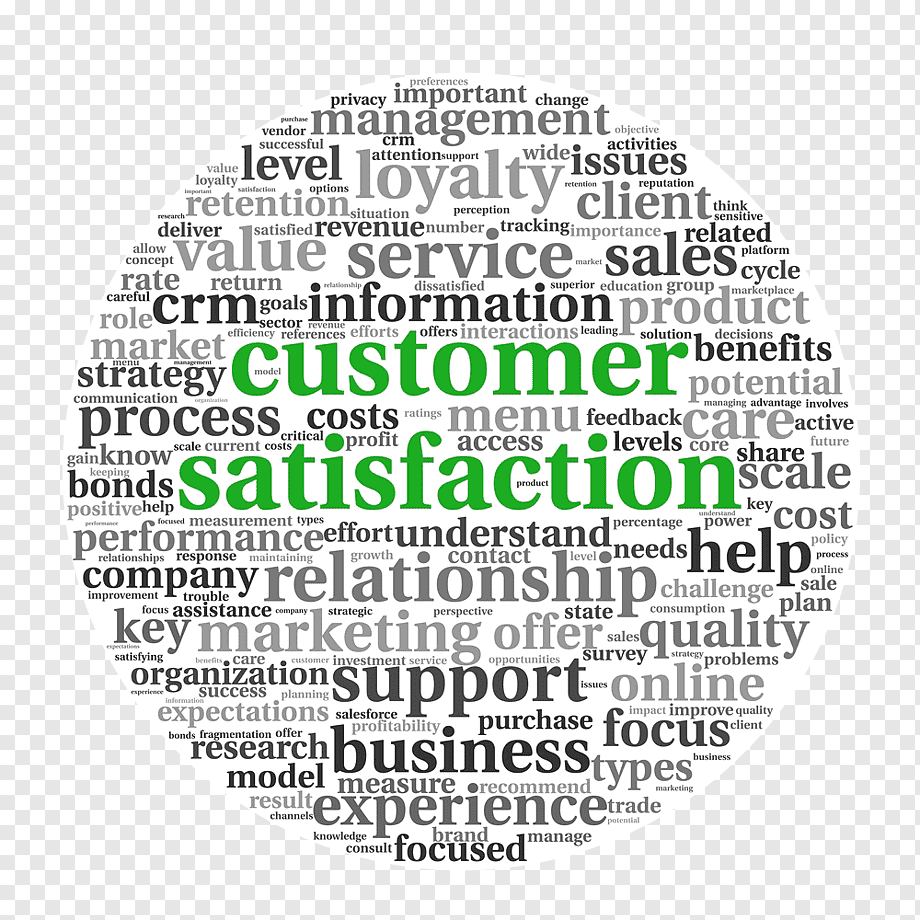 preferences
privacy important change
purchase management objective
vendor crm activities
successful attention support wide issues
value level loyalty
loyalty options retention reputation
important satisfaction client think
retention situation perception sensitive
research
deliver satisfied revenue number tracking importance related
allow value service market sales platform
concept cycle
rate return relationship dissatisfied superior education group marketplace
careful crm goals information product
role sector revenue
efficiency references efforts offers interactions leading solution decisions
market customer benefits
menu management
strategy model potential
communication organization managing advantage involves
process costs ratings menu feedback care active
critical profit access levels core future
gain know scale current costs share
keeping satisfaction scale
bonds product
positive help key
focused measurement types understand cost
performance percentage power
performance effort understand policy
relationships response maintaining growth contact level needs help process
online
company relationship challenge sale
improvement trouble plan
focus assistance company strategic perspective state consumption
key marketing offer sales quality
expectations survey strategy
satisfying benefits care customer investment service opportunities problems
organization support issues online
experience success planning
information impact improve quality
expectations salesforce purchase focus client
profitability
bonds fragmentation offer
research business business
model measure recommend types marketing
result experience trade
channels potential
knowledge brand manage
consult focused